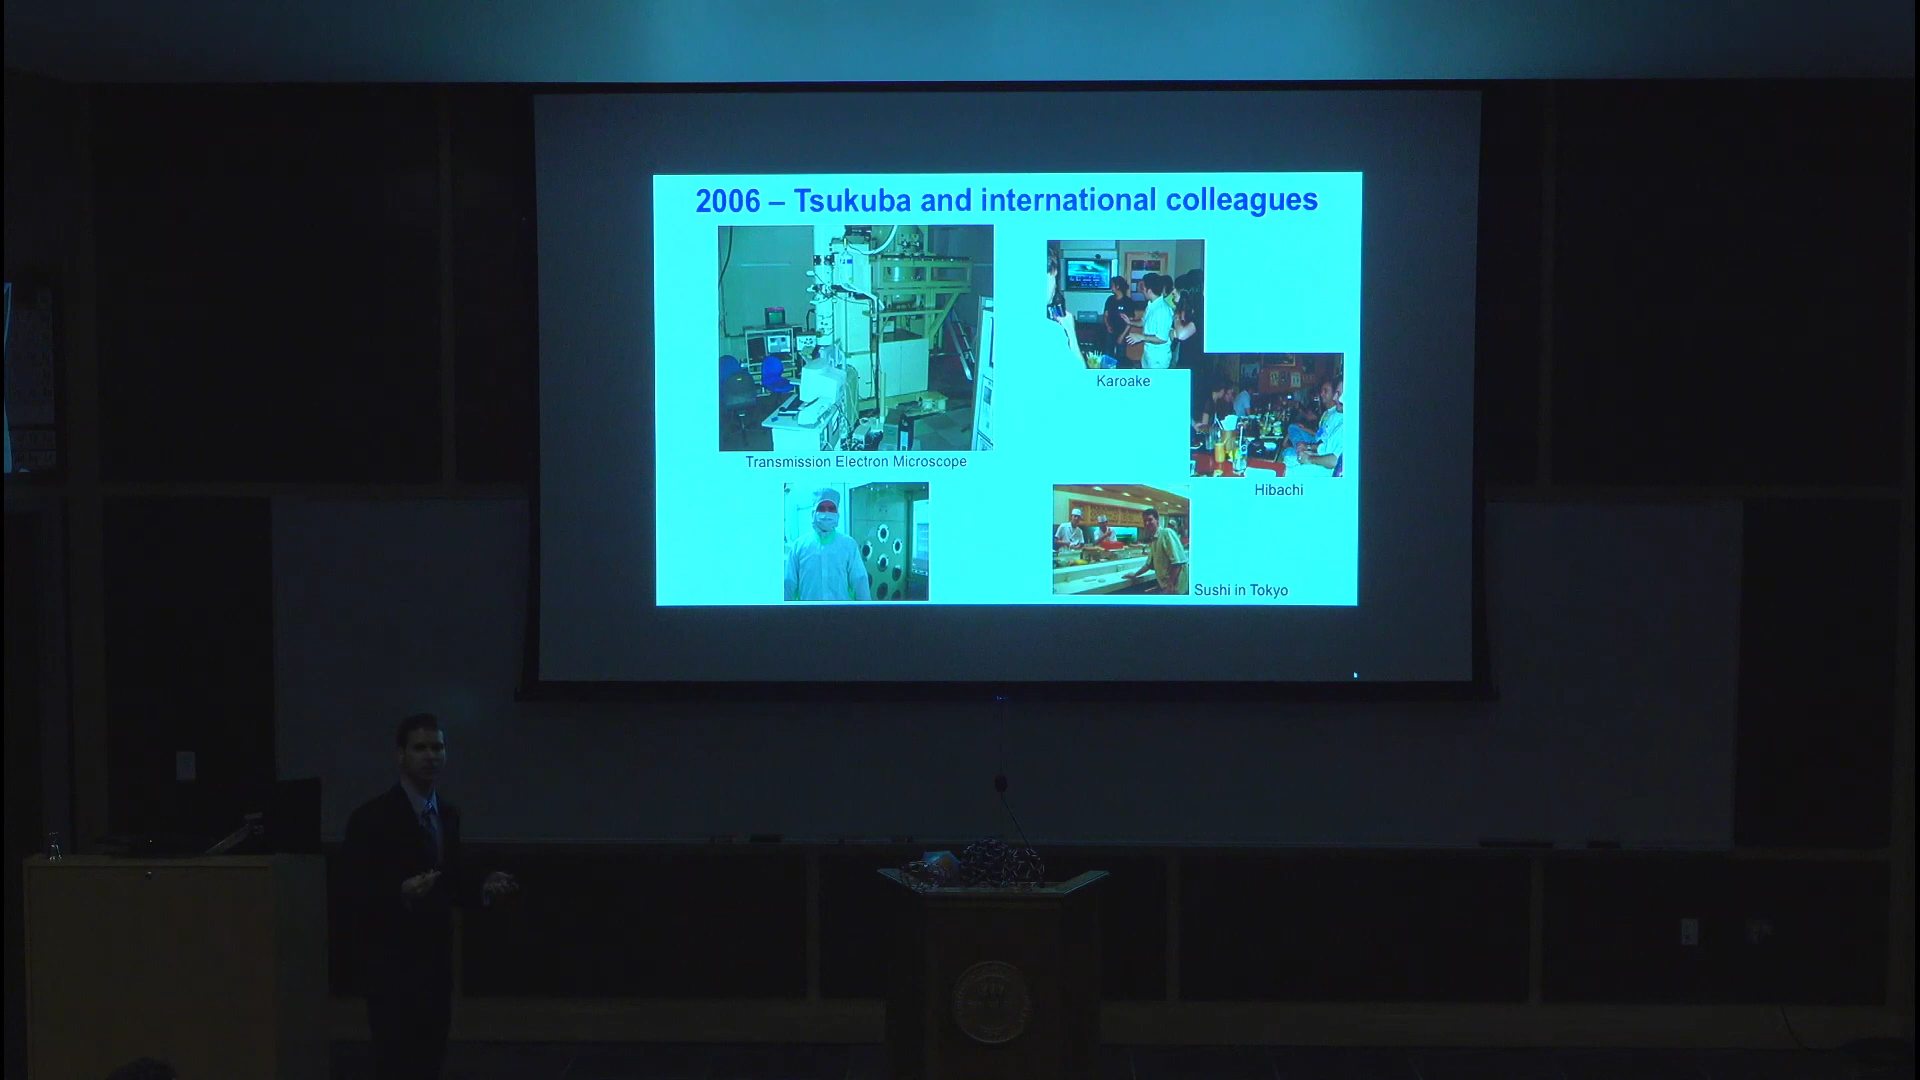 2006 – Tsukuba and international colleagues
Karoake
Transmission Electron Microscope
Hibachi
Sushi in Tokyo